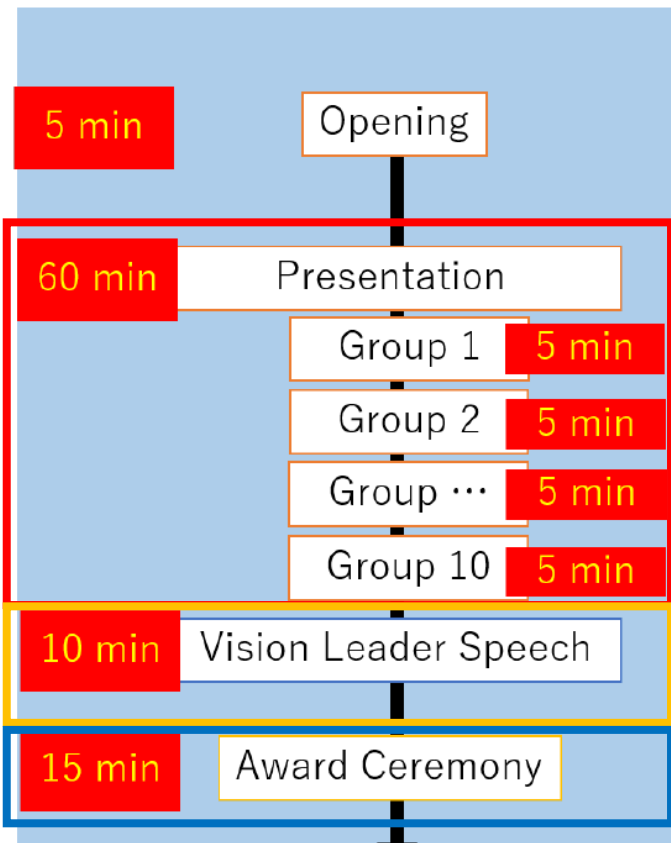 5 min Opening
60 min Presentation
Group 1 5 min
Group 2 5 min
Group … 5 min
Group 10 5 min
10 min Vision Leader Speech
15 min Award Ceremony